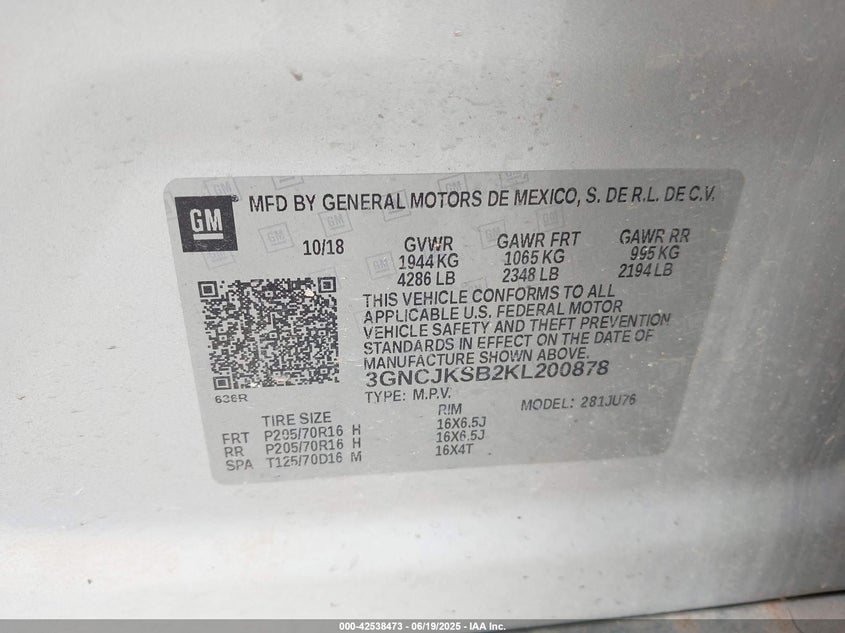 GM
MFD BY GENERAL MOTORS DE MEXICO, S. DE R.L. DE C.V.
10/18 GVWR GAWR FRT GAWR RR
1944 KG 1065 KG 995 KG
4286 LB 2348 LB 2194 LB
THIS VEHICLE CONFORMS TO ALL
APPLICABLE U.S. FEDERAL MOTOR
VEHICLE SAFETY AND THEFT PREVENTION
STANDARDS IN EFFECT ON THE DATE OF
MANUFACTURE SHOWN ABOVE.
3GNCJKSB2KL200878
TYPE: M.P.V. MODEL: 281JU76
636R
TIRE SIZE RIM
FRT P205/70R16 H 16X6.5J
RR P205/70R16 H 16X6.5J
SPA T125/70D16 M 16X4T
000-42538473 - 06/19/2025 - IAA Inc.